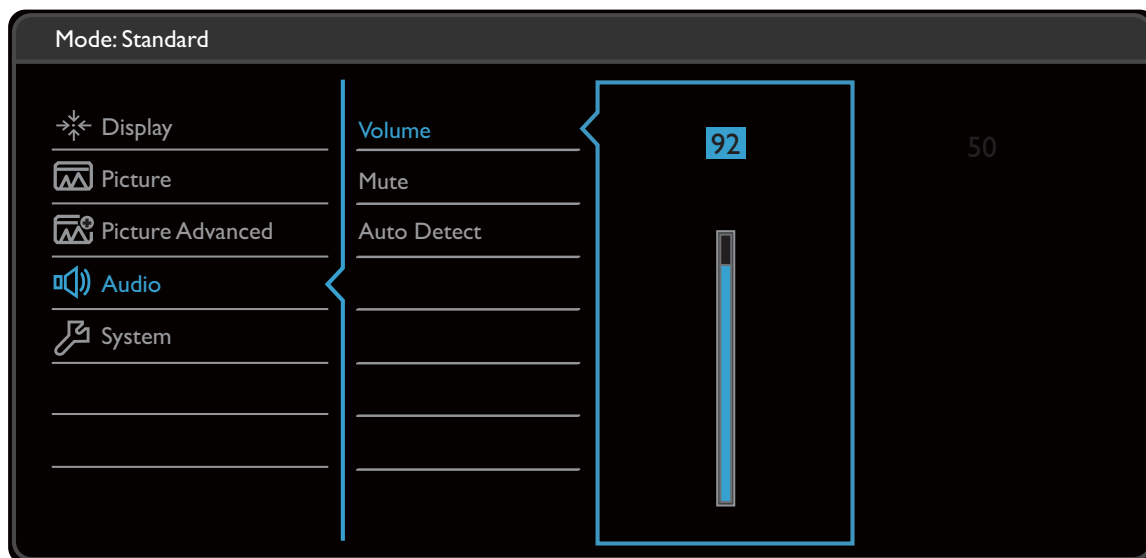 Mode: Standard
Display
Picture
Picture Advanced
Audio
System
Volume
Mute
Auto Detect
92
50